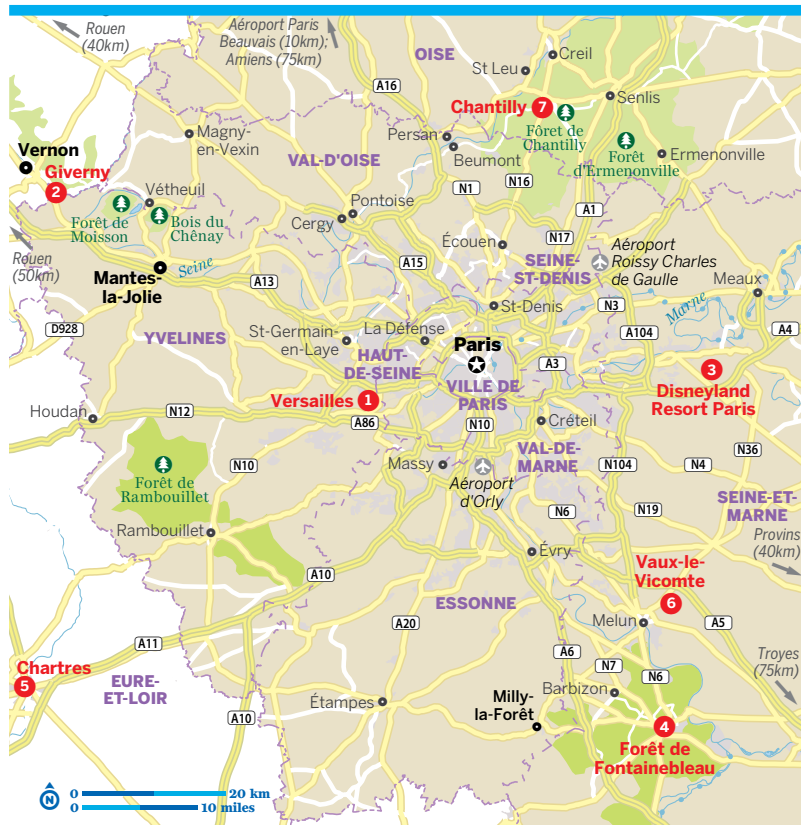 Rouen
(40km)
Aéroport Paris
Beauvais (10km);
Amiens (75km)
OISE
Creil
St Leu
A16
Chantilly 7
Senlis
Fôret de
Chantilly
Vernon
Giverny
2
Magny-
en-Vexin
Persan
Beumont
Forêt
d'Ermenonville
Ermenonville
VAL-D'OISE
N1
N16
A1
Vétheuil
Forêt de
Moisson
Bois du
Chênay
Pontoise
Cergy
Écouen
N17
Rouen
(50km)
Seine
Mantes-
la-Jolie
A13
A15
SEINE-
ST-DENIS
Aéroport
Roissy Charles
de Gaulle
Meaux
N3
Marne
St-Denis
D928
YVELINES
St-Germain-
en-Laye
La Défense
HAUT-
DE-SEINE
Paris
A104
A4
A3
3
Disneyland
Resort Paris
VILLE DE
PARIS
Versailles 1
Houdan
N12
A86
N10
Créteil
VAL-DE-
MARNE
N36
Forêt de
Rambouillet
N10
Massy
Aéroport
d'Orly
N104
N4
SEINE-ET-
MARNE
N6
N19
Provins
(40km)
Rambouillet
Évry
Vaux-le-
Vicomte
6
A10
ESSONNE
A20
Melun
A5
A11
A6
Troyes
(75km)
Chartres
5
EURE-
ET-LOIR
N7
N6
Barbizon
A10
Étampes
Milly-
la-Forêt
4
Forêt de
Fontainebleau
N
0 20 km
0 10 miles